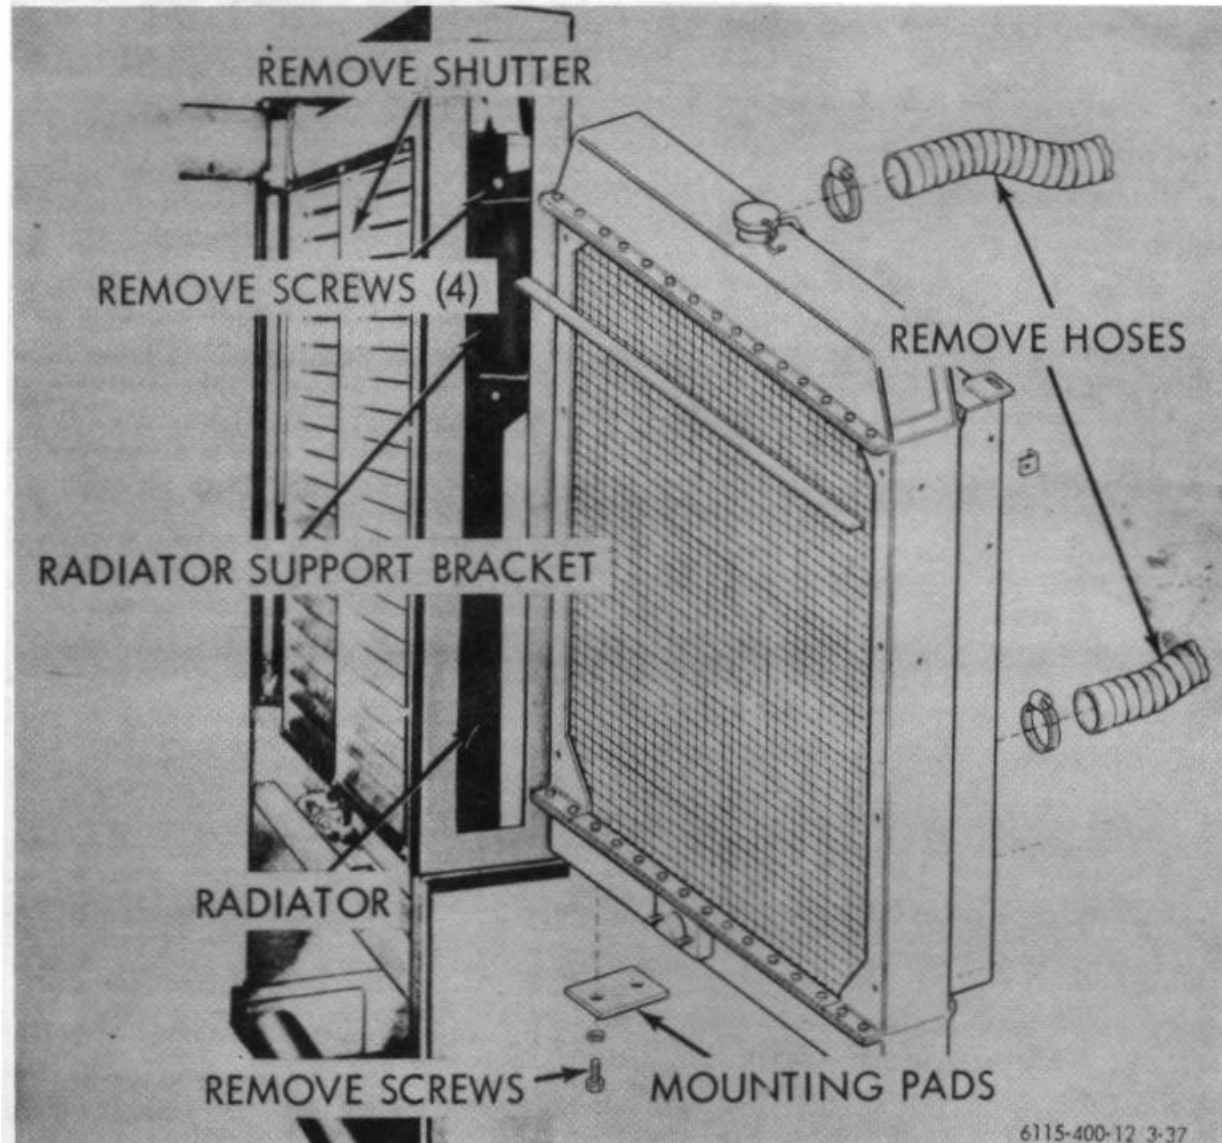 REMOVE SHUTTER
REMOVE SCREWS (4)
REMOVE HOSES
RADIATOR SUPPORT BRACKET
RADIATOR
REMOVE SCREWS
MOUNTING PADS
6115-400-12 3-37